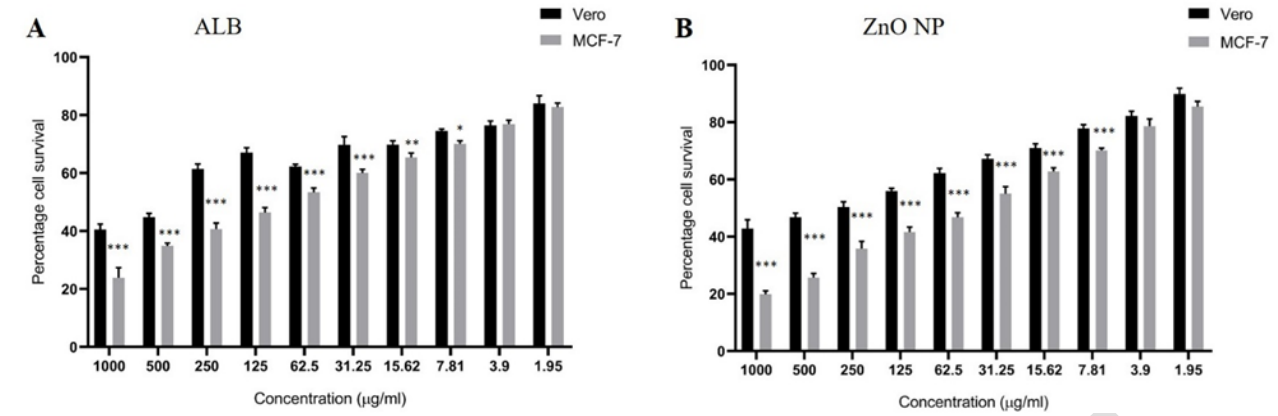 A
ALB
Vero
MCF-7
Percentage cell survival
100
80
60
40
20
0
***
***
***
***
***
***
**
*
1000 500 250 125 62.5 31.25 15.62 7.81 3.9 1.95
Concentration (µg/ml)
B
ZnO NP
Vero
MCF-7
Percentage cell survival
100
80
60
40
20
0
***
***
***
***
***
***
***
***
1000 500 250 125 62.5 31.25 15.62 7.81 3.9 1.95
Concentration (µg/ml)